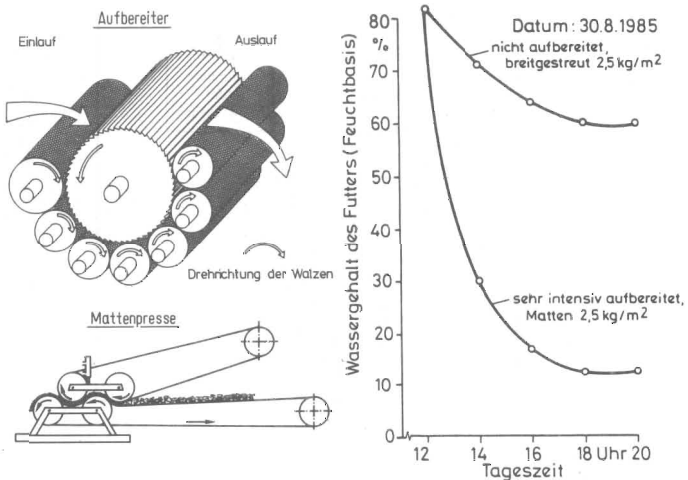 Aufbereiter
Einlauf
Auslauf
Drehrichtung der Walzen
Mattenpresse
Wassergehalt des Futters (Feuchtbasis)
80
%
70
60
50
40
30
20
10
0
Datum: 30.8.1985
nicht aufbereitet,
breitgestreut 2,5 kg/m²
sehr intensiv aufbereitet,
Matten 2,5 kg/m²
12 14 16 18 Uhr 20
Tageszeit